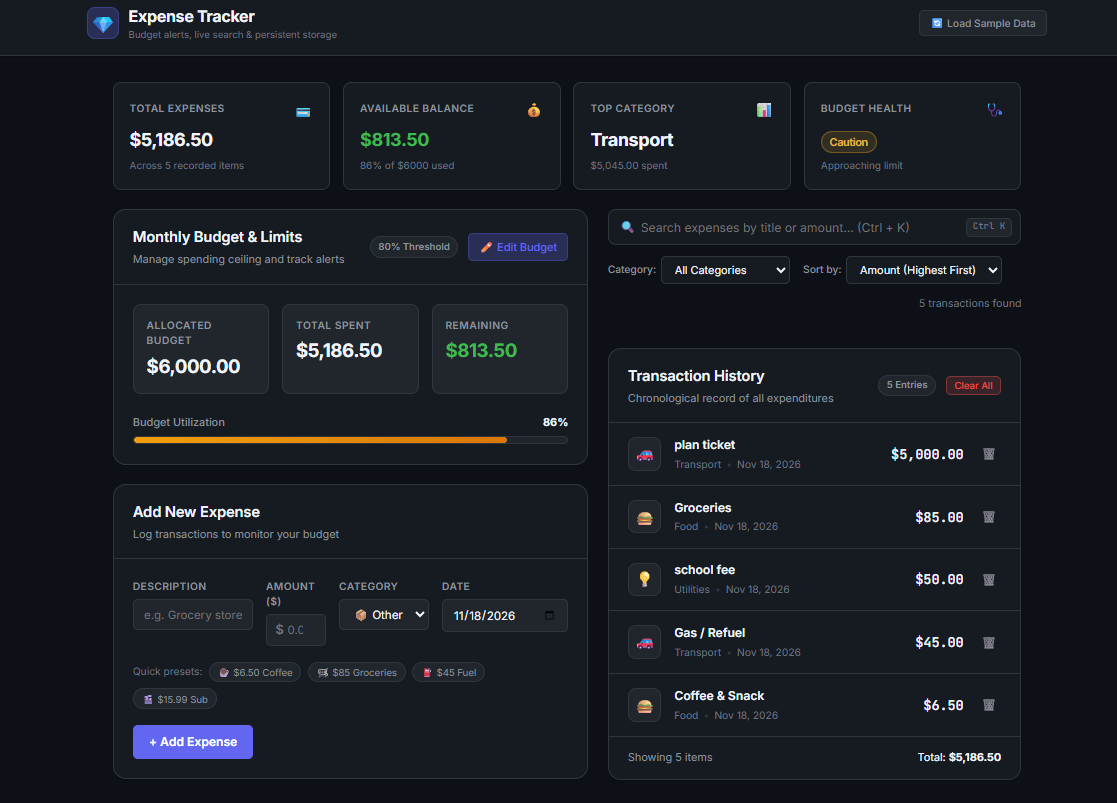 Expense Tracker
Budget alerts, live search & persistent storage
Load Sample Data
TOTAL EXPENSES
$5,186.50
Across 5 recorded items
AVAILABLE BALANCE
$813.50
86% of $6000 used
TOP CATEGORY
Transport
$5,045.00 spent
BUDGET HEALTH
Caution
Approaching limit
Monthly Budget & Limits
Manage spending ceiling and track alerts
80% Threshold
Edit Budget
ALLOCATED
BUDGET
$6,000.00
TOTAL SPENT
$5,186.50
REMAINING
$813.50
Budget Utilization
86%
Add New Expense
Log transactions to monitor your budget
DESCRIPTION
e.g. Grocery store
AMOUNT
($)
$ 0.0
CATEGORY
Other
DATE
11/18/2026
Quick presets:
$6.50 Coffee
$85 Groceries
$45 Fuel
$15.99 Sub
+ Add Expense
Search expenses by title or amount... (Ctrl + K)
Ctrl K
Category:
All Categories
Sort by:
Amount (Highest First)
5 transactions found
Transaction History
Chronological record of all expenditures
5 Entries
Clear All
plan ticket
Transport • Nov 18, 2026
$5,000.00
Groceries
Food • Nov 18, 2026
$85.00
school fee
Utilities • Nov 18, 2026
$50.00
Gas / Refuel
Transport • Nov 18, 2026
$45.00
Coffee & Snack
Food • Nov 18, 2026
$6.50
Showing 5 items
Total: $5,186.50